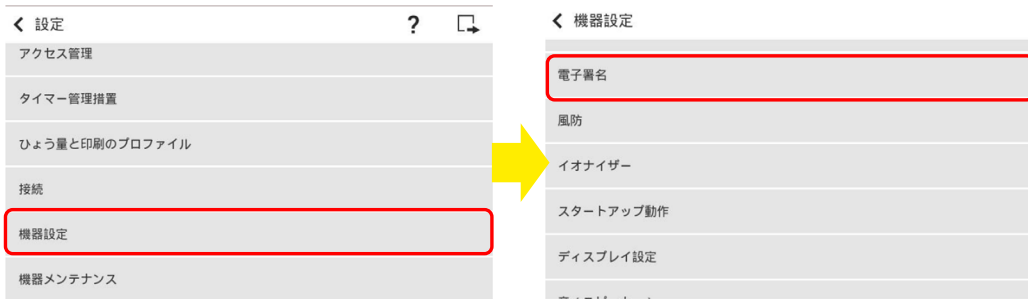 設定 ?
アクセス管理
タイマー管理措置
ひょう量と印刷のプロファイル
接続
機器設定
機器メンテナンス
機器設定
電子署名
風防
イオナイザー
スタートアップ動作
ディスプレイ設定